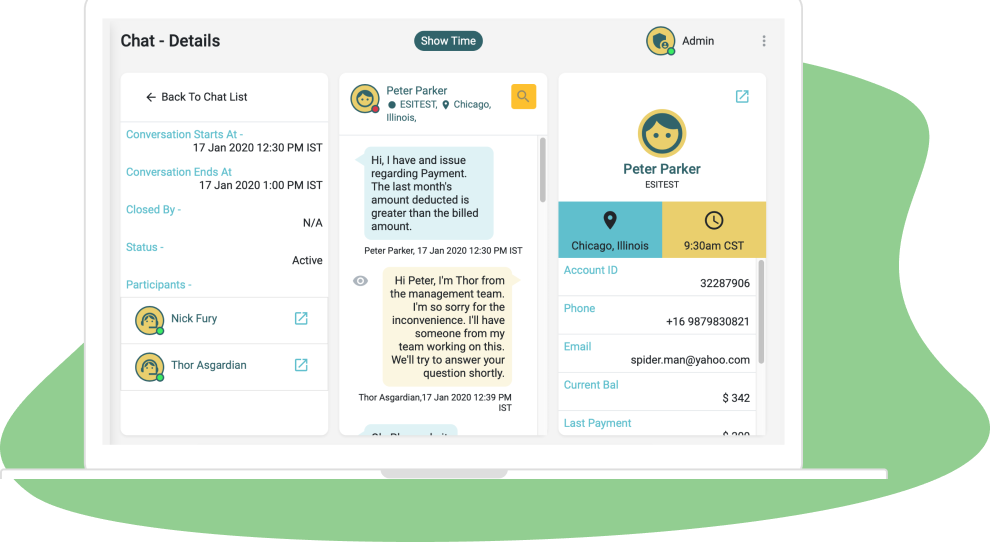 Chat - Details
Show Time
Admin
Back To Chat List
Conversation Starts At -
17 Jan 2020 12:30 PM IST
Conversation Ends At
17 Jan 2020 1:00 PM IST
Closed By -
N/A
Status -
Active
Participants -
Nick Fury
Thor Asgardian
Peter Parker
ESITEST, Chicago,
Illinois,
Hi, I have and issue
regarding Payment.
The last month's
amount deducted is
greater than the billed
amount.
Peter Parker, 17 Jan 2020 12:30 PM IST
Hi Peter, I'm Thor from
the management team.
I'm so sorry for the
inconvenience. I'll have
someone from my
team working on this.
We'll try to answer your
question shortly.
Thor Asgardian,17 Jan 2020 12:39 PM
IST
Peter Parker
ESITEST
Chicago, Illinois
9:30am CST
Account ID
32287906
Phone
+16 9879830821
Email
spider.man@yahoo.com
Current Bal
$ 342
Last Payment